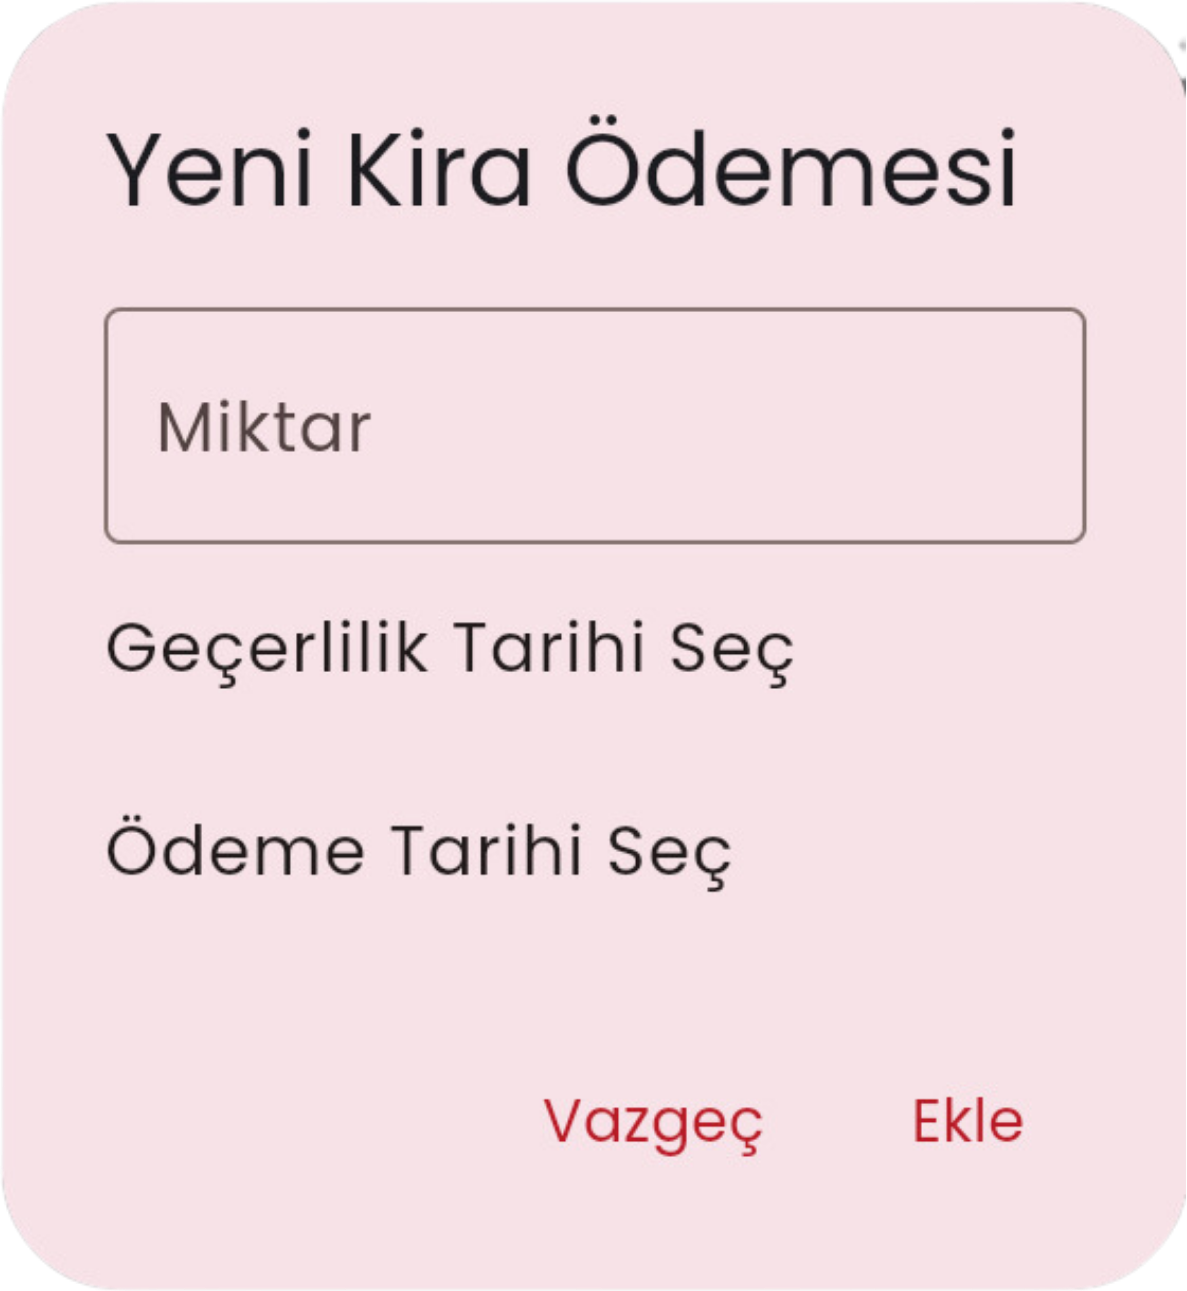 Yeni Kira Ödemesi
Miktar
Geçerlilik Tarihi Seç
Ödeme Tarihi Seç
Vazgeç Ekle